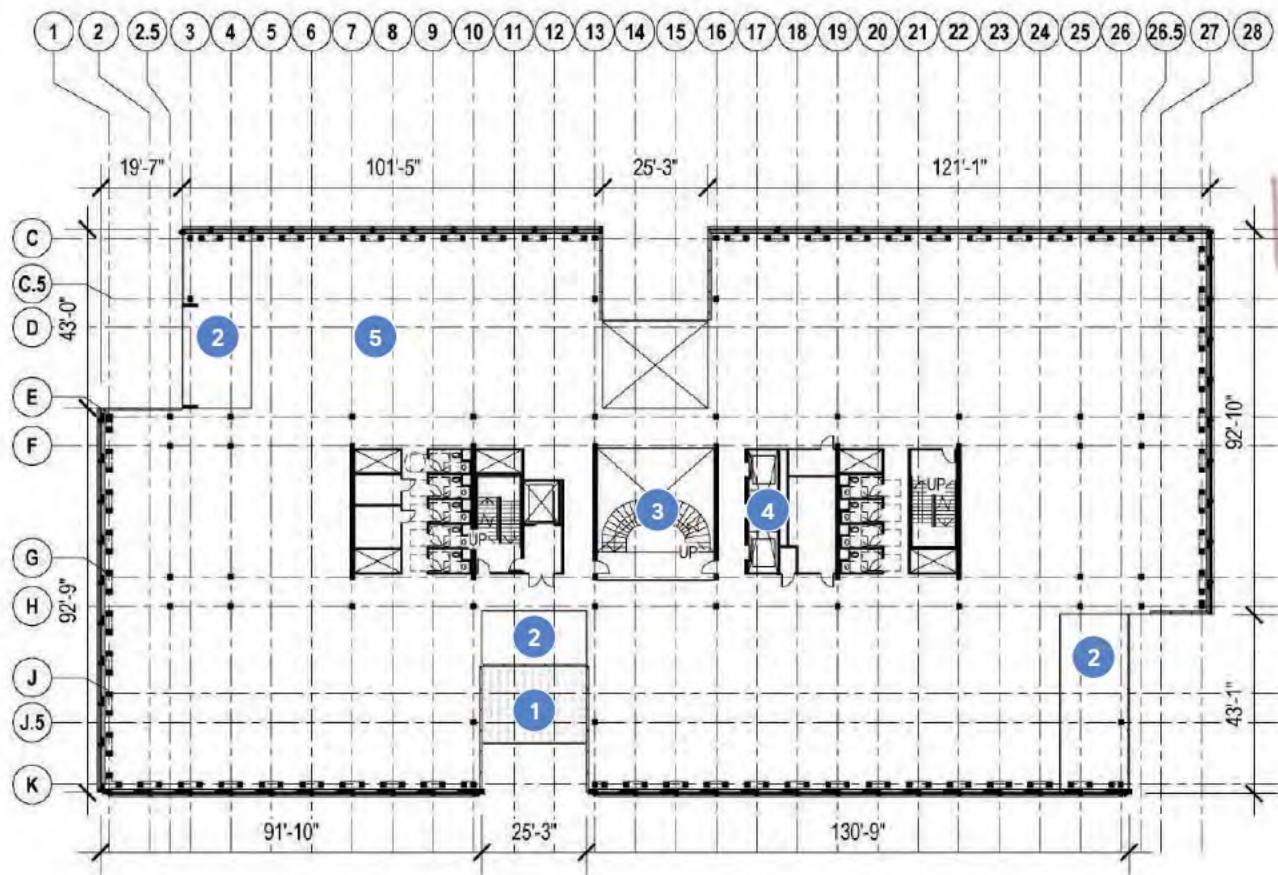 1 2 2.5 3 4 5 6 7 8 9 10 11 12 13 14 15 16 17 18 19 20 21 22 23 24 25 26 26.5 27 28
19'-7" 101'-5" 25'-3" 121'-1"
C
C.5
D
43'-0"
2 5
E
F
92'-10"
UP
3 4
UP UP
G
H
92'-9"
2 2
J
1
J.5
43'-1"
K
91'-10" 25'-3" 130'-9"